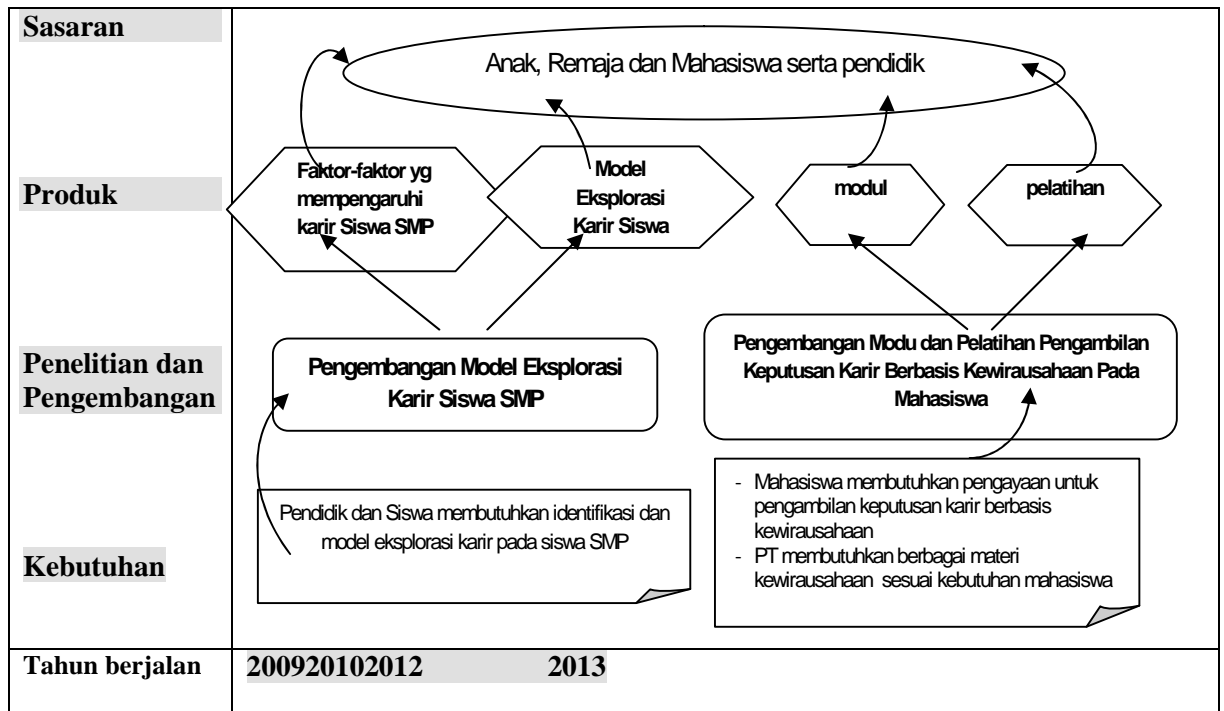 Sasaran
Anak, Remaja dan Mahasiswa serta pendidik
Produk
Faktor-faktor yg
mempengaruhi
karir Siswa SMP
Model
Eksplorasi
Karir Siswa
modul
pelatihan
Penelitian dan
Pengembangan
Pengembangan Model Eksplorasi
Karir Siswa SMP
Pengembangan Modu dan Pelatihan Pengambilan
Keputusan Karir Berbasis Kewirausahaan Pada
Mahasiswa
Kebutuhan
Pendidik dan Siswa membutuhkan identifikasi dan
model eksplorasi karir pada siswa SMP
- Mahasiswa membutuhkan pengayaan untuk
pengambilan keputusan karir berbasis
kewirausahaan
- PT membutuhkan berbagai materi
kewirausahaan sesuai kebutuhan mahasiswa
Tahun berjalan
200920102012 2013